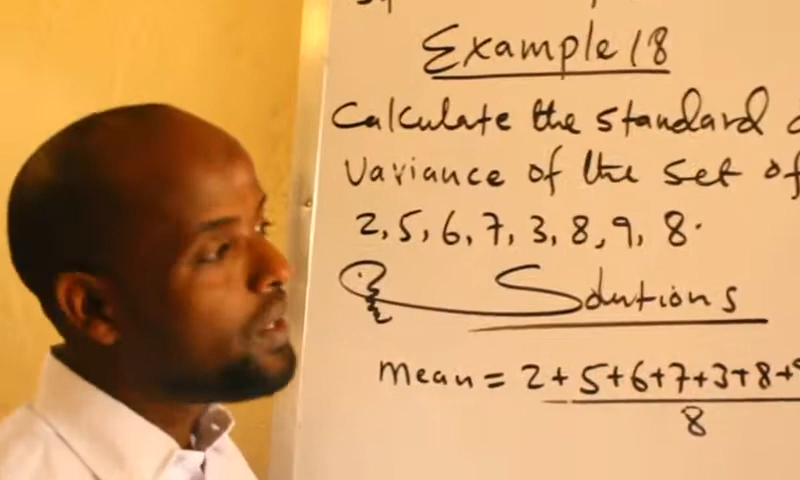 Example 18
Calculate the standard
Variance of the set of
2, 5, 6, 7, 3, 8, 9, 8.
Solutions
mean = 2+5+6+7+3+8+9
8